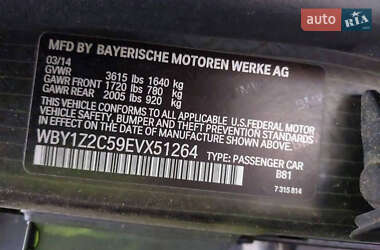 auto RIA
MFD BY BAYERISCHE MOTOREN WERKE AG
03/14
GVWR 3615 lbs 1640 kg
GAWR FRONT 1720 lbs 780 kg
GAWR REAR 2005 lbs 920 kg
THIS VEHICLE CONFORMS TO ALL APPLICABLE U.S. FEDERAL MOTOR
VEHICLE SAFETY, BUMPER AND THEFT PREVENTION STANDARDS
IN EFFECT ON THE DATE OF MANUFACTURE SHOWN ABOVE.
WBY1Z2C59EVX51264 TYPE: PASSENGER CAR
B81
7 315 814